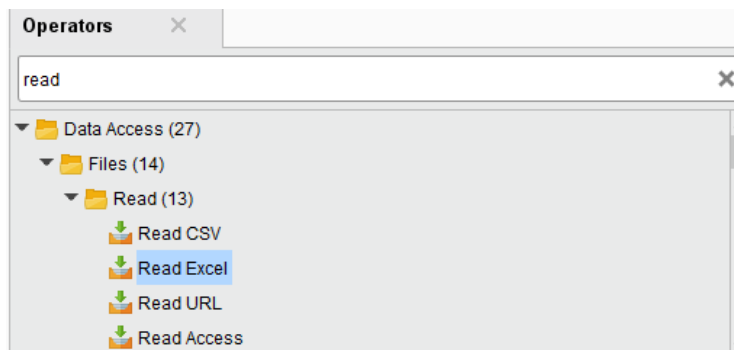 Operators
read
Data Access (27)
Files (14)
Read (13)
Read CSV
Read Excel
Read URL
Read Access